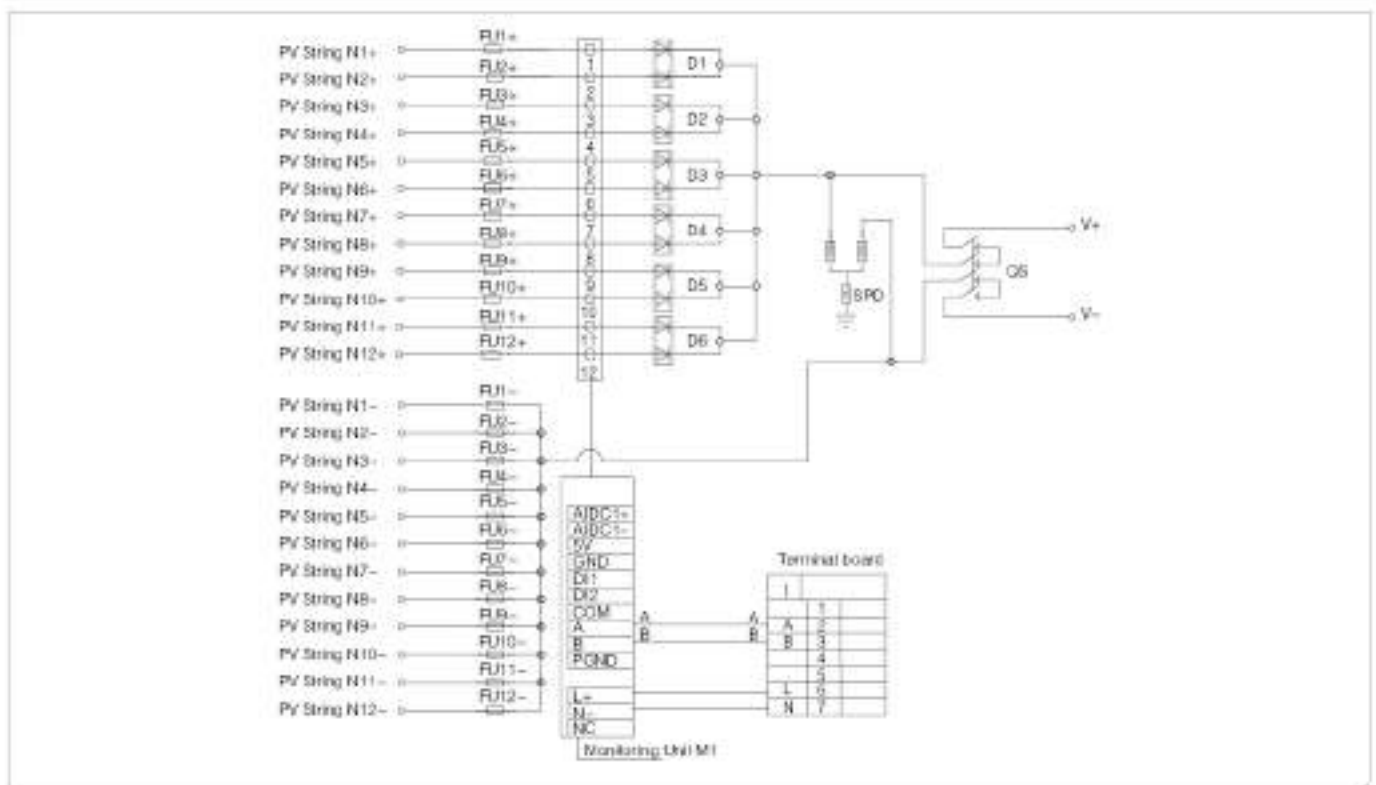 PV String N1+ FU1+
PV String N2+ FU2+ 1 D1
PV String N3+ FU3+ 2
PV String N4+ FU4+ 3 D2
PV String N5+ FU5+ 4
PV String N6+ FU6+ 5 D3
PV String N7+ FU7+ 6
PV String N8+ FU8+ 7 D4
PV String N9+ FU9+ 8
PV String N10+ FU10+ 9 D5
PV String N11+ FU11+ 10
PV String N12+ FU12+ 11 D6
12
V+
QS
SPD
V-
PV String N1- FU1-
PV String N2- FU2-
PV String N3- FU3-
PV String N4- FU4-
PV String N5- FU5-
PV String N6- FU6-
PV String N7- FU7-
PV String N8- FU8-
PV String N9- FU9-
PV String N10- FU10-
PV String N11- FU11-
PV String N12- FU12-
AIDC1+
AIDC1-
5V
GND
DI1
DI2
COM
A
B
PGND
L+
N-
NC
Monitoring Unit M1
A A
B B
Terminal board
1
A 2
B 3
4
5
L 6
N 7